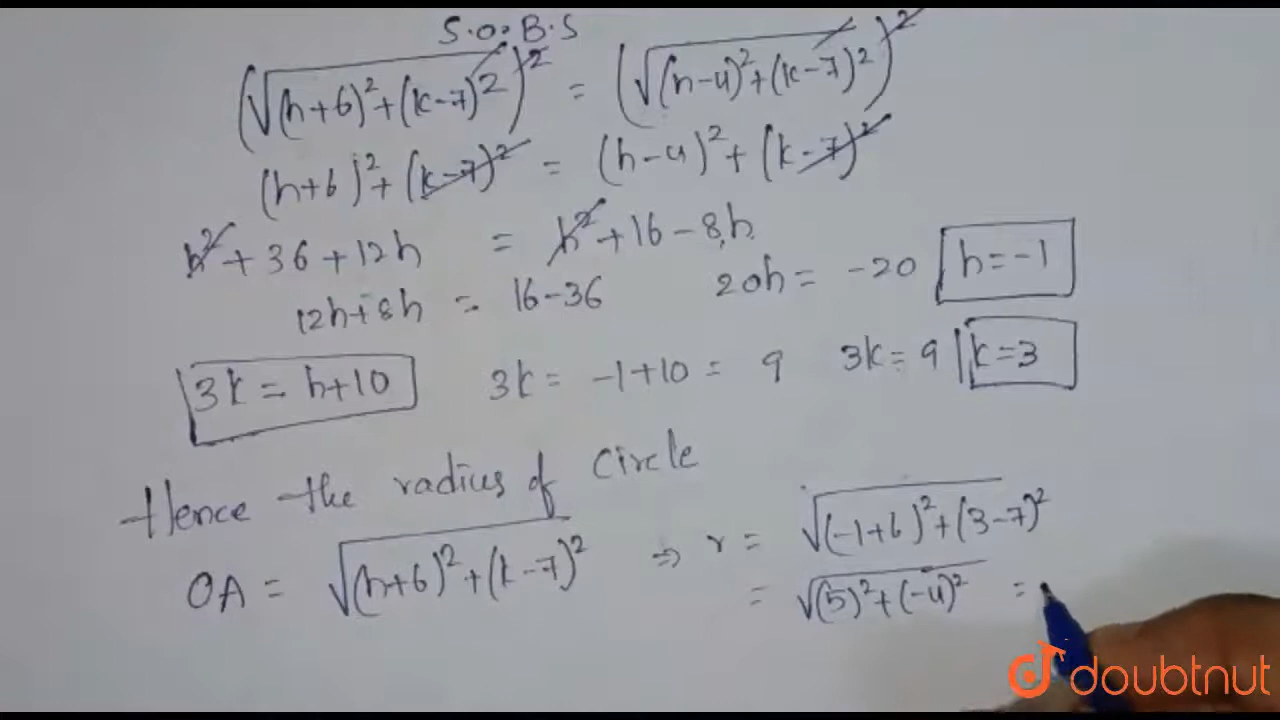 S.O.B.S
(√(h+6)²+(k-7)²)² = (√(h-4)²+(k-7)²)²
(h+6)²+(k-7)² = (h-4)²+(k-7)²
h²+36+12h = h²+16-8h
12h+8h = 16-36 20h = -20 h=-1
3k = h+10 3k = -1+10 = 9 3k=9 k=3
Hence the radius of Circle
OA = √(h+6)²+(k-7)² ⇒ r = √(-1+6)²+(3-7)²
= √(5)²+(-4)² =
doubtnut